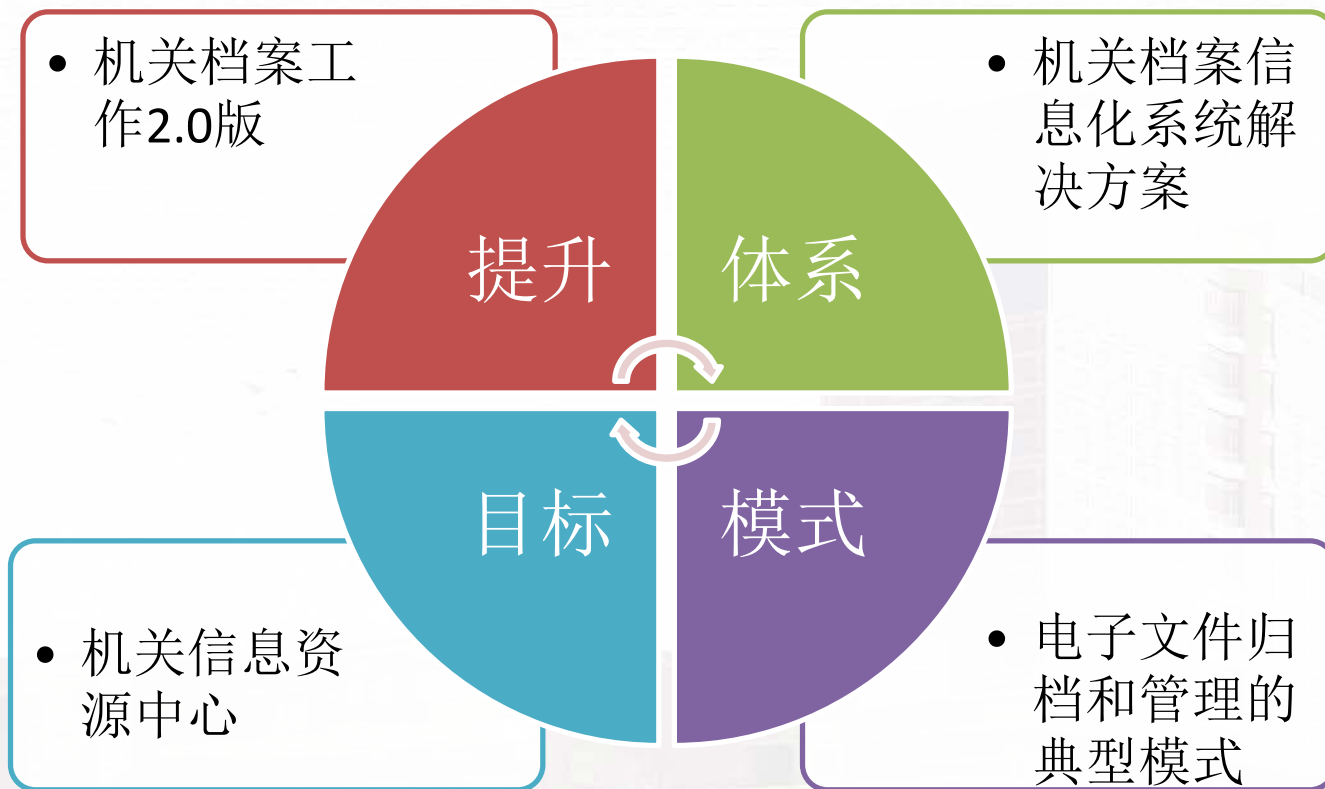 • 机关档案工
作2.0版
• 机关档案信
息化系统解
决方案
提升
体系
目标
模式
• 机关信息资
源中心
• 电子文件归
档和管理的
典型模式